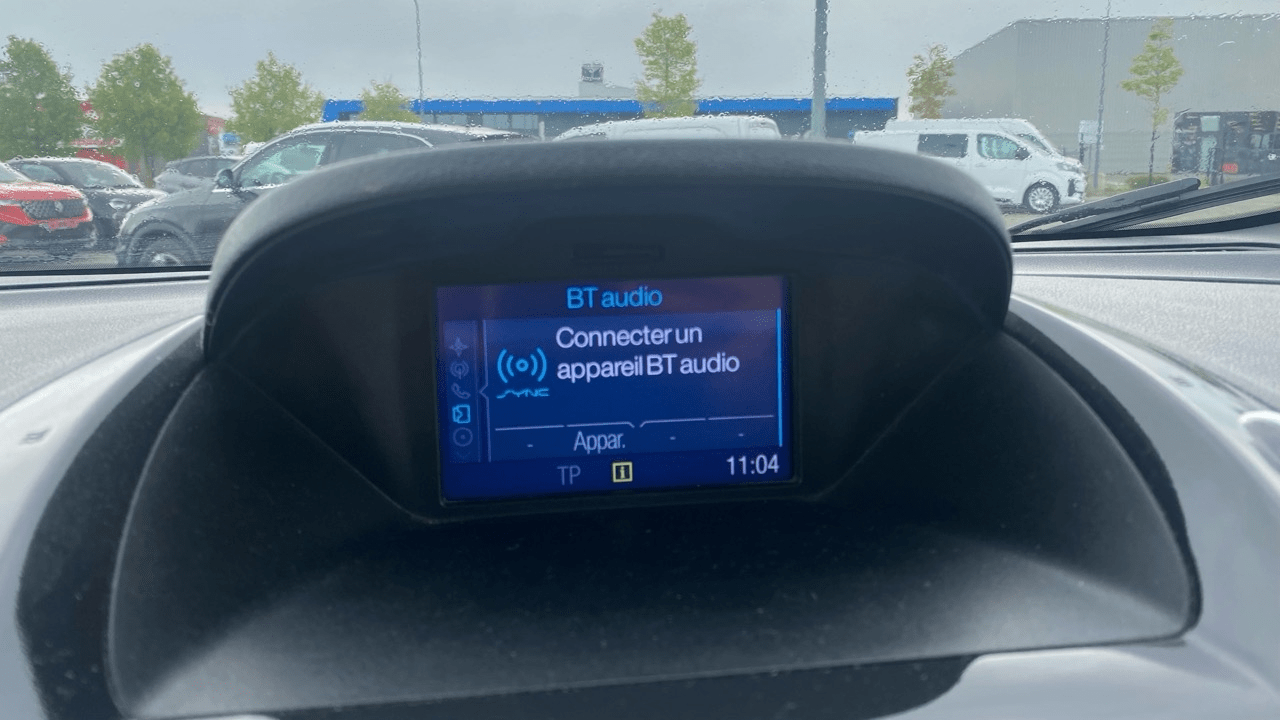 BT audio
Connecter un
appareil BT audio
SYNC
- Appar. - -
TP i 11:04